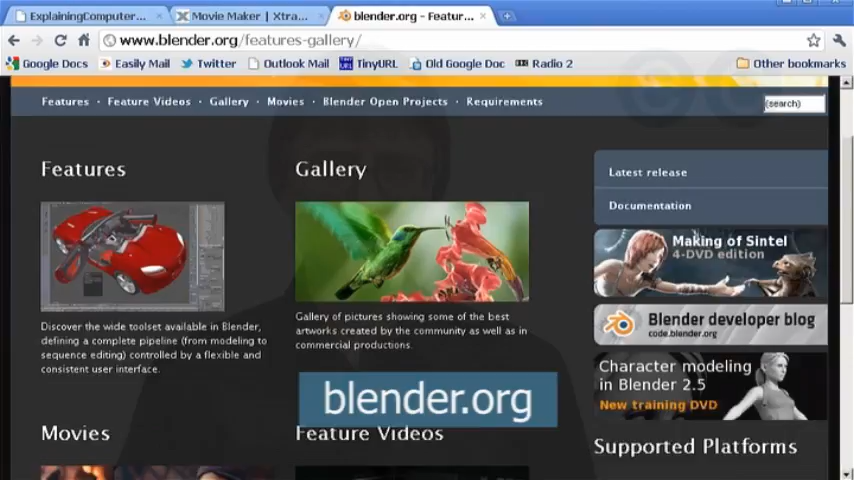 ExplainingComputer...
Movie Maker | Xtra...
blender.org - Featur...
www.blender.org/features-gallery/
Google Docs
Easily Mail
Twitter
Outlook Mail
TinyURL
Old Google Doc
Radio 2
Other bookmarks
Features · Feature Videos · Gallery · Movies · Blender Open Projects · Requirements
(search)
Features
Discover the wide toolset available in Blender,
defining a complete pipeline (from modeling to
sequence editing) controlled by a flexible and
consistent user interface.
Gallery
Gallery of pictures showing some of the best
artworks created by the community as well as in
commercial productions.
Latest release
Documentation
Making of Sintel
4-DVD edition
Blender developer blog
code.blender.org
Character modeling
in Blender 2.5
New training DVD
blender.org
Movies
Feature Videos
Supported Platforms